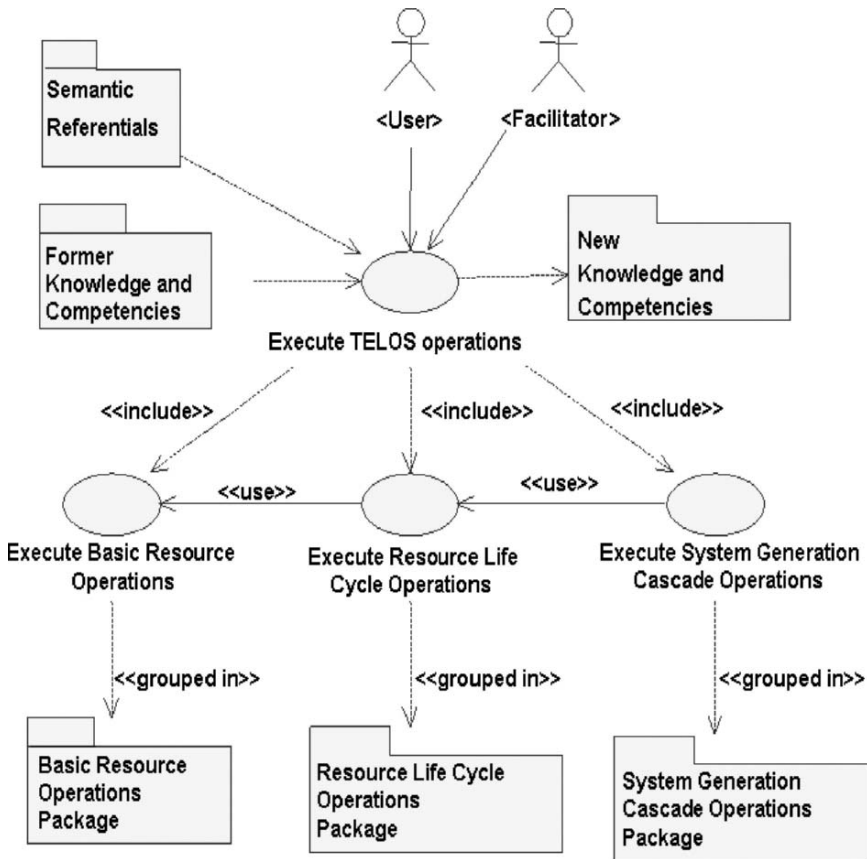 Semantic
Referentials
<User>
<Facilitator>
Former
Knowledge and
Competencies
New
Knowledge and
Competencies
Execute TELOS operations
<<include>>
<<include>>
<<include>>
<<use>>
<<use>>
Execute Basic Resource
Operations
Execute Resource Life
Cycle Operations
Execute System Generation
Cascade Operations
<<grouped in>>
<<grouped in>>
<<grouped in>>
Basic Resource
Operations
Package
Resource Life Cycle
Operations
Package
System Generation
Cascade Operations
Package